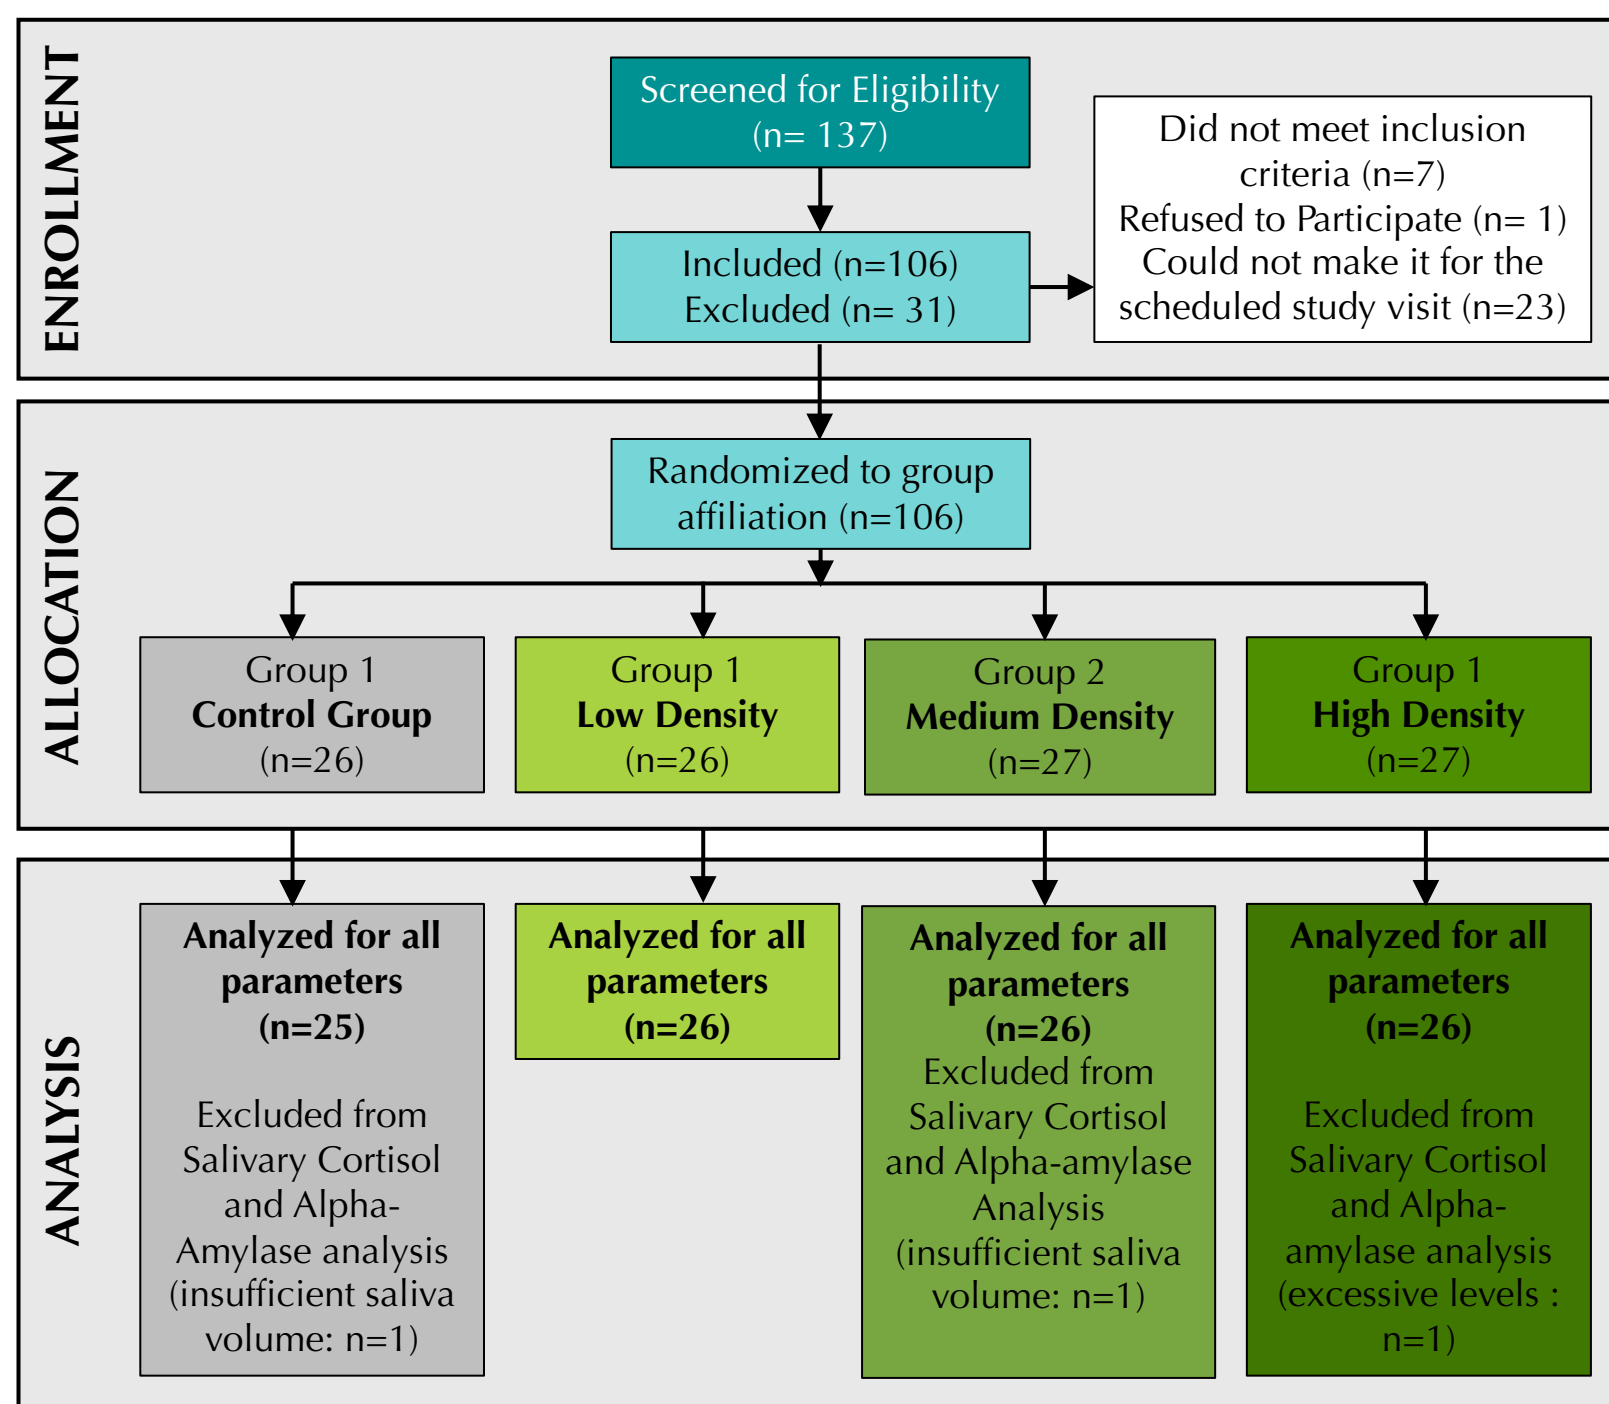 ENROLLMENT
Screened for Eligibility
(n= 137)
Did not meet inclusion
criteria (n=7)
Refused to Participate (n= 1)
Could not make it for the
scheduled study visit (n=23)
Included (n=106)
Excluded (n= 31)
ALLOCATION
Randomized to group
affiliation (n=106)
Group 1
Control Group
(n=26)
Group 1
Low Density
(n=26)
Group 2
Medium Density
(n=27)
Group 1
High Density
(n=27)
ANALYSIS
Analyzed for all
parameters
(n=25)
Excluded from
Salivary Cortisol
and Alpha-
Amylase analysis
(insufficient saliva
volume: n=1)
Analyzed for all
parameters
(n=26)
Analyzed for all
parameters
(n=26)
Excluded from
Salivary Cortisol
and Alpha-amylase
Analysis
(insufficient saliva
volume: n=1)
Analyzed for all
parameters
(n=26)
Excluded from
Salivary Cortisol
and Alpha-
amylase analysis
(excessive levels :
n=1)